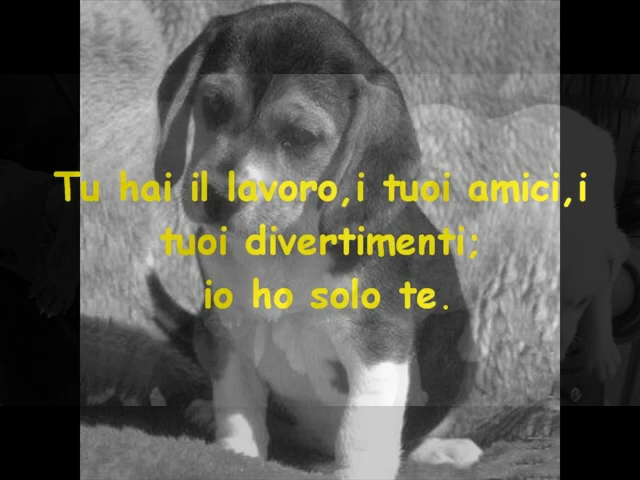 Tu hai il lavoro,i tuoi amici,i
tuoi divertimenti;
io ho solo te.